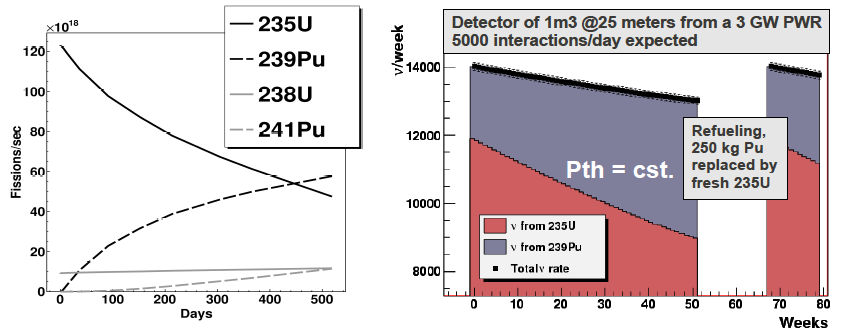 ×10¹⁸
235U
239Pu
238U
241Pu
Fissions/sec
120
100
80
60
40
20
0
0 100 200 300 400 500
Days
Detector of 1m3 @25 meters from a 3 GW PWR
5000 interactions/day expected
ν/week
14000
12000
10000
8000
Refueling,
250 kg Pu
replaced by
fresh 235U
Pth = cst.
ν from 235U
ν from 239Pu
Total ν rate
0 10 20 30 40 50 60 70 80
Weeks